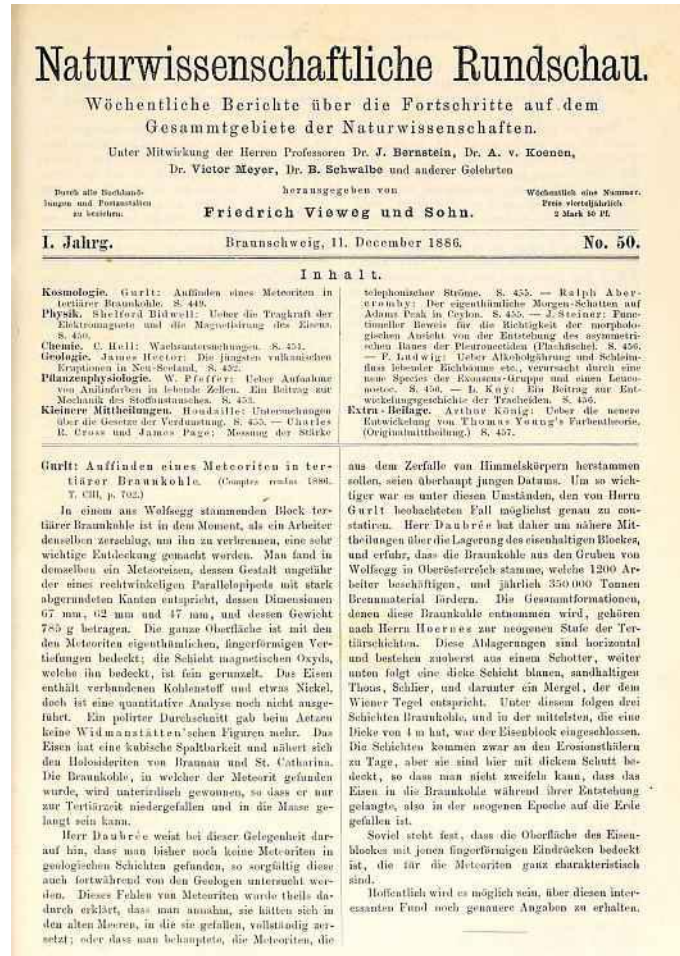 Naturwissenschaftliche Rundschau.
Wöchentliche Berichte über die Fortschritte auf dem
Gesammtgebiete der Naturwissenschaften.
Unter Mitwirkung der Herren Professoren Dr. J. Bernstein, Dr. A. v. Koenen,
Dr. Victor Meyer, Dr. B. Schwalbe und anderer Gelehrten
herausgegeben von
Friedrich Vieweg und Sohn.
Durch alle Buchhand-
lungen und Postanstalten
zu beziehen.
Wöchentlich eine Nummer.
Preis vierteljährlich
2 Mark 50 Pf.
I. Jahrg.
Braunschweig, 11. December 1886.
No. 50.
Inhalt.
Kosmologie. Gurlt: Auffinden eines Meteoriten in
tertiärer Braunkohle. S. 449.
Physik. Shelford Bidwell: Ueber die Tragkraft der
Elektromagnete und die Magnetisirung des Eisens.
S. 450.
Chemie. C. Hell: Wachsuntersuchungen. S. 451.
Geologie. James Hector: Die jüngsten vulkanischen
Eruptionen in Neu-Seeland. S. 452.
Pflanzenphysiologie. W. Pfeffer: Ueber Aufnahme
von Anilinfarben in lebende Zellen. Ein Beitrag zur
Mechanik des Stoffaustausches. S. 453.
Kleinere Mittheilungen. Houdaille: Untersuchungen
über die Gesetze der Verdunstung. S. 455. — Charles
R. Cross und James Page: Messung der Stärke
telephonischer Ströme. S. 455. — Ralph Aber-
cromby: Der eigenthümliche Morgen-Schatten auf
Adams Peak in Ceylon. S. 455. — J. Steiner: Func-
tioneller Beweis für die Richtigkeit der morpholo-
gischen Ansicht von der Entstehung des asymmetri-
schen Baues der Pleuronectiden (Flachfische). S. 456.
— F. Ludwig: Ueber Alkoholgährung und Schleim-
fluss lebender Eichbäume etc., verursacht durch eine
neue Species der Exoascus-Gruppe und einen Leuco-
nostoc. S. 456. — L. Koy: Ein Beitrag zur Ent-
wickelungsgeschichte der Tracheiden. S. 456.
Extra-Beilage. Arthur König: Ueber die neuere
Entwickelung von Thomas Young's Farbentheorie.
(Originalmittheilung.) S. 457.
Gurlt: Auffinden eines Meteoriten in ter-
tiärer Braunkohle. (Comptes rendus 1886.
T. CIII, p. 702.)
In einem aus Wolfsegg stammenden Block ter-
tiärer Braunkohle ist in dem Moment, als ein Arbeiter
denselben zerschlug, um ihn zu verbrennen, eine sehr
wichtige Entdeckung gemacht worden. Man fand in
demselben ein Meteoreisen, dessen Gestalt ungefähr
der eines rechtwinkeligen Parallelopipeds mit stark
abgerundeten Kanten entspricht, dessen Dimensionen
67 mm, 62 mm und 47 mm, und dessen Gewicht
785 g betragen. Die ganze Oberfläche ist mit den
den Meteoriten eigenthümlichen, fingerförmigen Ver-
tiefungen bedeckt; die Schicht magnetischen Oxyds,
welche ihn bedeckt, ist fein gerunzelt. Das Eisen
enthält verbundenen Kohlenstoff und etwas Nickel,
doch ist eine quantitative Analyse noch nicht ausge-
führt. Ein polirter Durchschnitt gab beim Aetzen
keine Widmanstätten'schen Figuren mehr. Das
Eisen hat eine kubische Spaltbarkeit und nähert sich
den Holosideriten von Braunau und St. Catharina.
Die Braunkohle, in welcher der Meteorit gefunden
wurde, wird unterirdisch gewonnen, so dass er nur
zur Tertiärzeit niedergefallen und in die Masse ge-
langt sein kann.
Herr Daubrée weist bei dieser Gelegenheit dar-
auf hin, dass man bisher noch keine Meteoriten in
geologischen Schichten gefunden, so sorgfältig diese
auch fortwährend von den Geologen untersucht wer-
den. Dieses Fehlen von Meteoriten wurde theils da-
durch erklärt, dass man annahm, sie hätten sich in
den alten Meeren, in die sie gefallen, vollständig zer-
setzt; oder dass man behauptete, die Meteoriten, die
aus dem Zerfalle von Himmelskörpern herstammen
sollen, seien überhaupt jungen Datums. Um so wich-
tiger war es unter diesen Umständen, den von Herrn
Gurlt beobachteten Fall möglichst genau zu con-
statiren. Herr Daubrée bat daher um nähere Mit-
theilungen über die Lagerung des eisenhaltigen Blockes,
und erfuhr, dass die Braunkohle aus den Gruben von
Wolfsegg in Oberösterreich stamme, welche 1200 Ar-
beiter beschäftigen, und jährlich 350000 Tonnen
Brennmaterial fördern. Die Gesammtformationen,
denen diese Braunkohle entnommen wird, gehören
nach Herrn Hoernes zur neogenen Stufe der Ter-
tiärschichten. Diese Ablagerungen sind horizontal
und bestehen zuoberst aus einem Schotter, weiter
unten folgt eine dicke Schicht blauen, sandhaltigen
Thons, Schlier, und darunter ein Mergel, der dem
Wiener Tegel entspricht. Unter diesem folgen drei
Schichten Braunkohle, und in der mittelsten, die eine
Dicke von 4 m hat, war der Eisenblock eingeschlossen.
Die Schichten kommen zwar an den Erosionsthälern
zu Tage, aber sie sind hier mit dickem Schutt be-
deckt, so dass man nicht zweifeln kann, dass das
Eisen in die Braunkohle während ihrer Entstehung
gelangte, also in der neogenen Epoche auf die Erde
gefallen ist.
Soviel steht fest, dass die Oberfläche des Eisen-
blockes mit jenen fingerförmigen Eindrücken bedeckt
ist, die für die Meteoriten ganz charakteristisch
sind.
Hoffentlich wird es möglich sein, über diesen inter-
essanten Fund noch genauere Angaben zu erhalten.